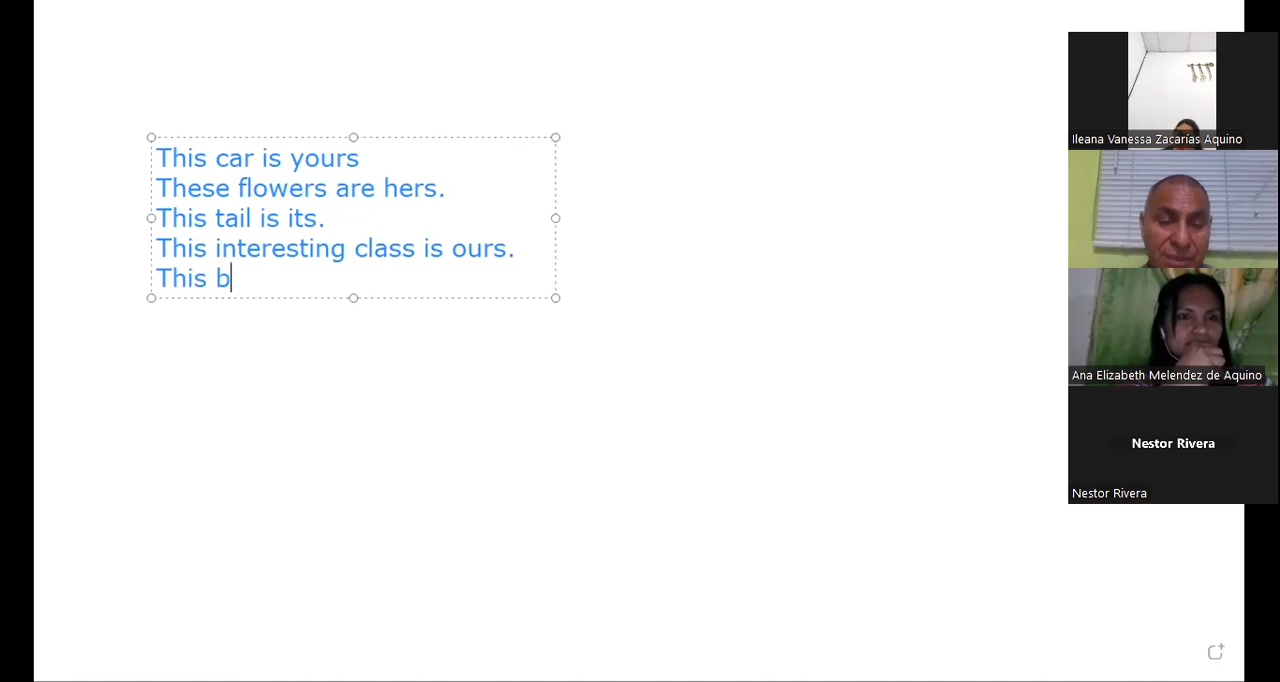 This car is yours
These flowers are hers.
This tail is its.
This interesting class is ours.
This b
Ileana Vanessa Zacarías Aquino
Ana Elizabeth Melendez de Aquino
Nestor Rivera
Nestor Rivera